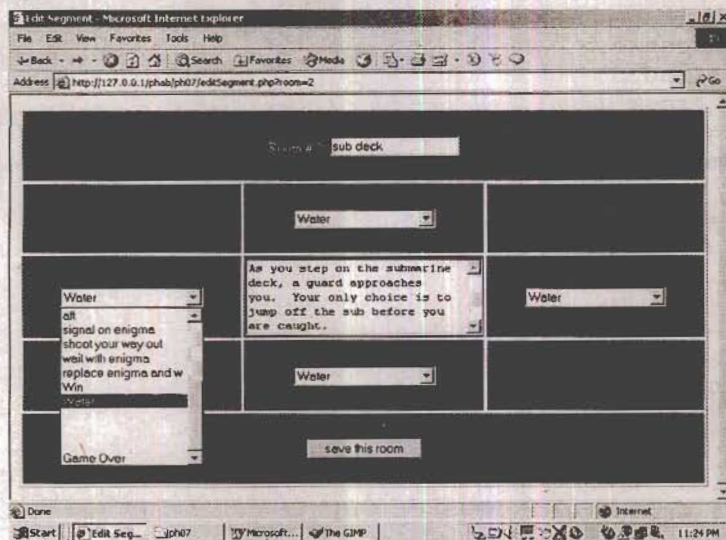 Edit Segment - Microsoft Internet Explorer
File Edit View Favorites Tools Help
Back Search Favorites Media
Address http://127.0.0.1/phab/ph07/editSegment.php?room=2 Go
sub deck
Water
As you step on the submarine
deck, a guard approaches
you. Your only choice is to
jump off the sub before you
are caught.
Water
Water
aft
signal on enigma
shoot your way out
wait with enigma
replace enigma and w
Win
Water
Game Over
Water
save this room
Done Internet
Start Edit Seg... ph07 Microsoft... The GIMP 11:24 PM